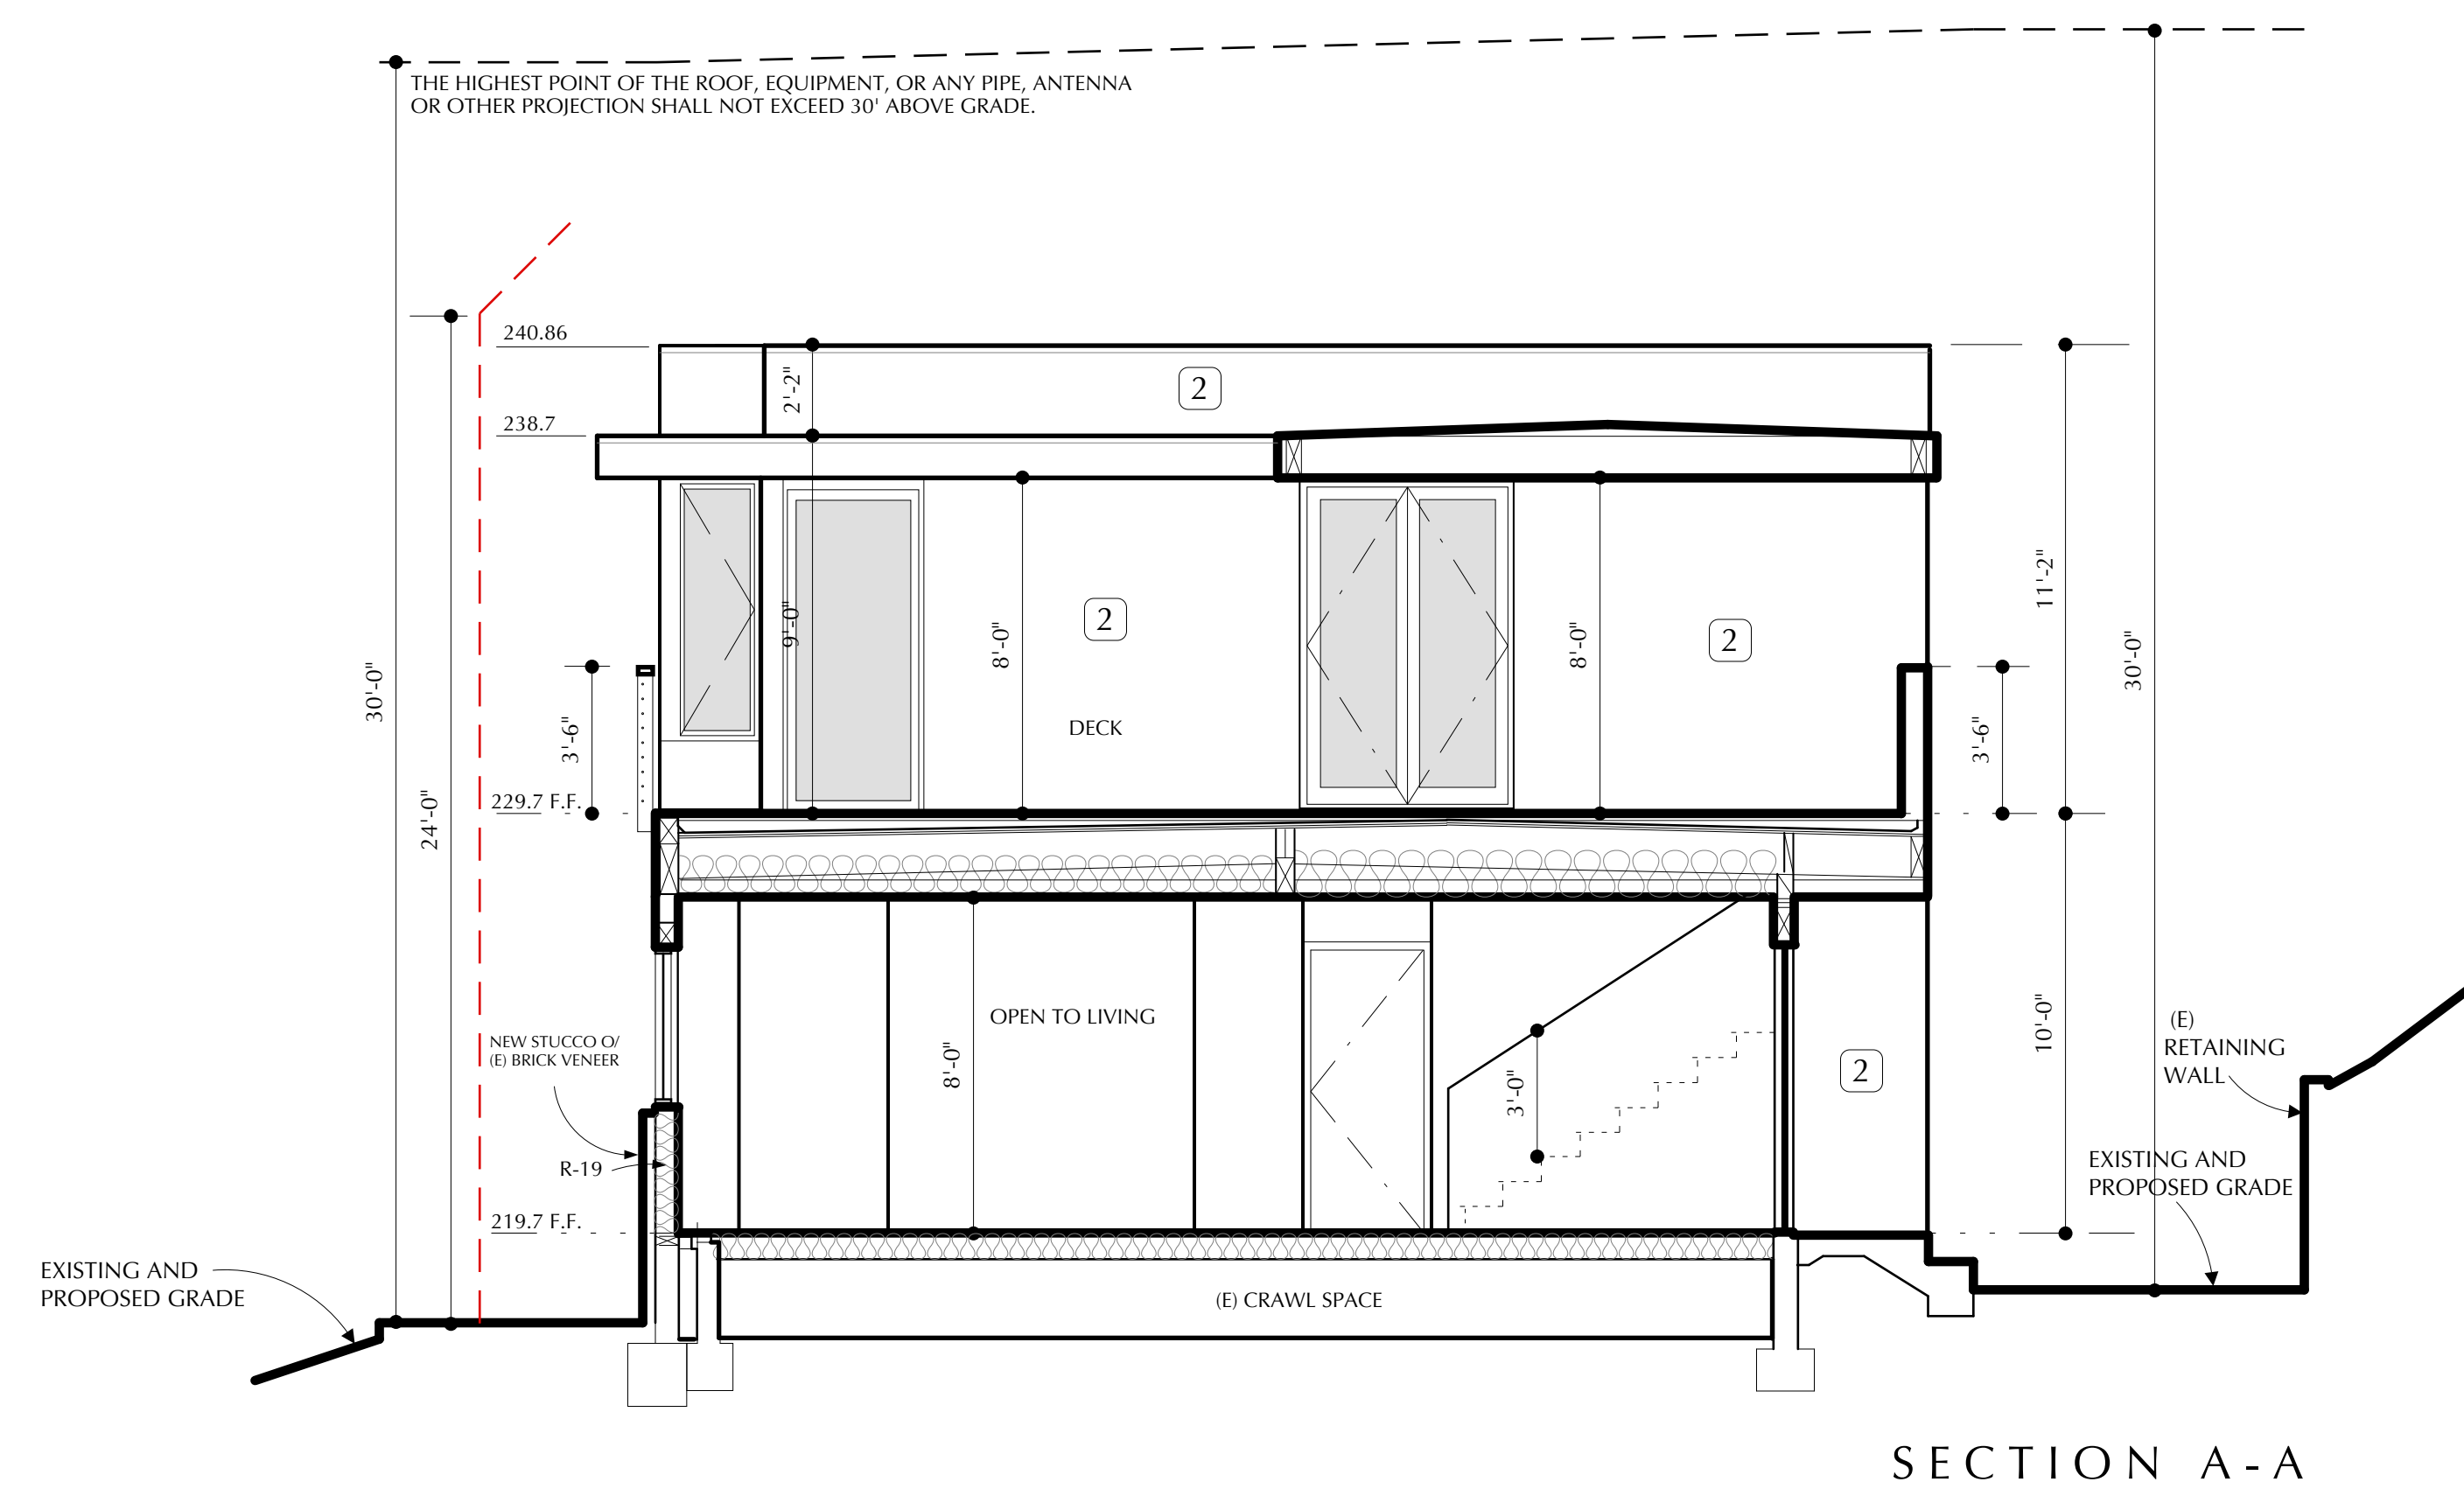 THE HIGHEST POINT OF THE ROOF, EQUIPMENT, OR ANY PIPE, ANTENNA
OR OTHER PROJECTION SHALL NOT EXCEED 30' ABOVE GRADE.
240.86
2'-2"
2
238.7
11'-2"
9'-0"
8'-0"
2
8'-0"
2
30'-0"
30'-0"
3'-6"
DECK
3'-6"
24'-0"
229.7 F.F.
NEW STUCCO O/
(E) BRICK VENEER
OPEN TO LIVING
8'-0"
3'-0"
2
10'-0"
(E)
RETAINING
WALL
R-19
EXISTING AND
PROPOSED GRADE
219.7 F.F.
EXISTING AND
PROPOSED GRADE
(E) CRAWL SPACE
SECTION A-A